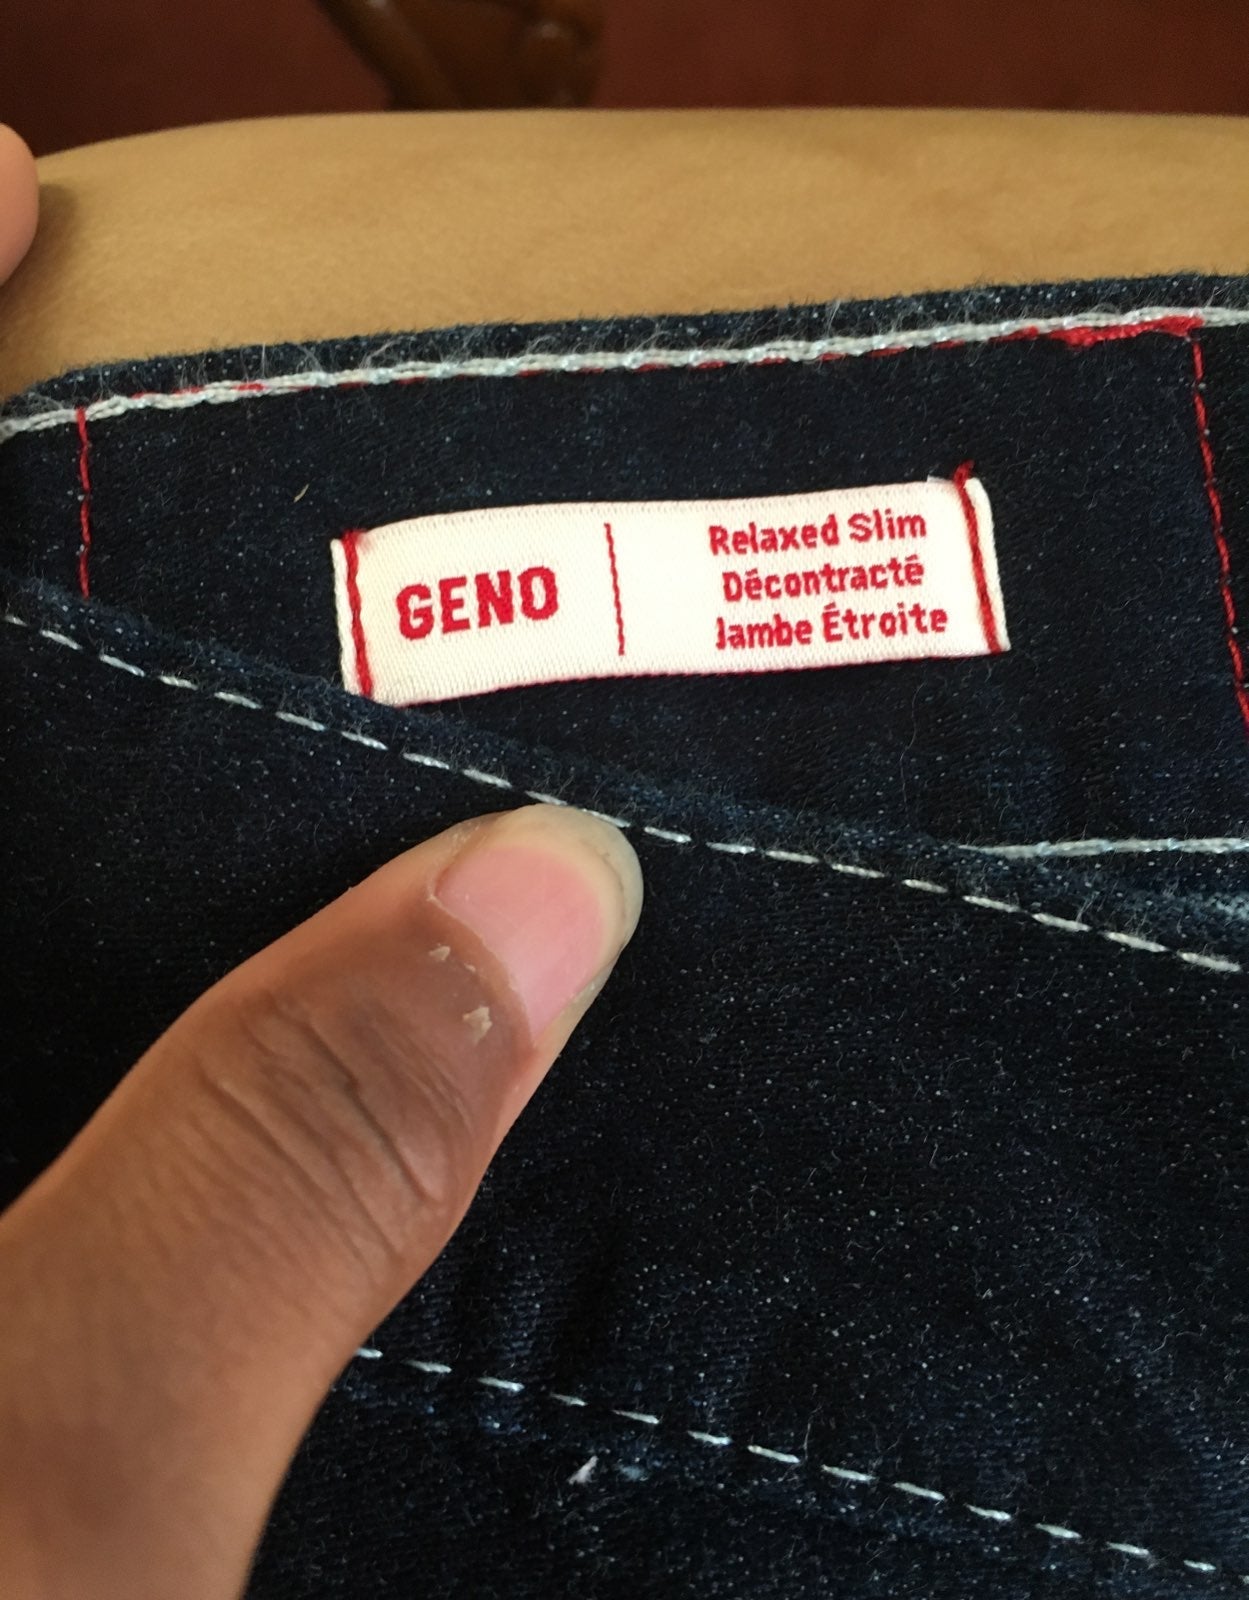 GENO
Relaxed Slim
Décontracté
Jambe Étroite